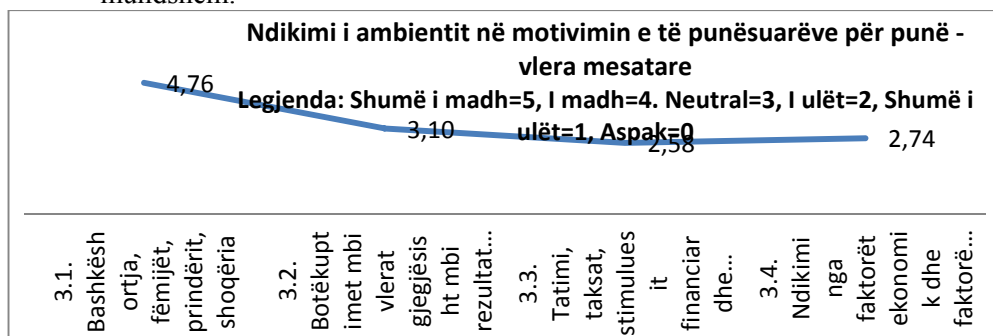 Ndikimi i ambientit në motivimin e të punësuarëve për punë -
vlera mesatare
Legjenda: Shumë i madh=5, I madh=4. Neutral=3, I ulët=2, Shumë i
ulët=1, Aspak=0
4,76
3,10
2,58
2,74
3.1.
Bashkësh
ortja,
fëmijët,
prindërit,
shoqëria
3.2.
Botëkupt
imet mbi
vlerat
gjegjësis
ht mbi
rezultat...
3.3.
Tatimi,
taksat,
stimulues
it
financiar
dhe...
3.4.
Ndikimi
nga
faktorët
ekonomi
k dhe
faktorë...